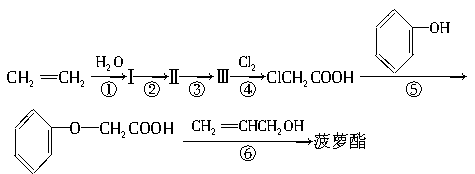 OH
H₂O Cl₂
CH₂═CH₂ Ⅰ Ⅱ Ⅲ ClCH₂COOH
① ② ③ ④ ⑤
O—CH₂COOH CH₂═CHCH₂OH 菠萝酯
⑥